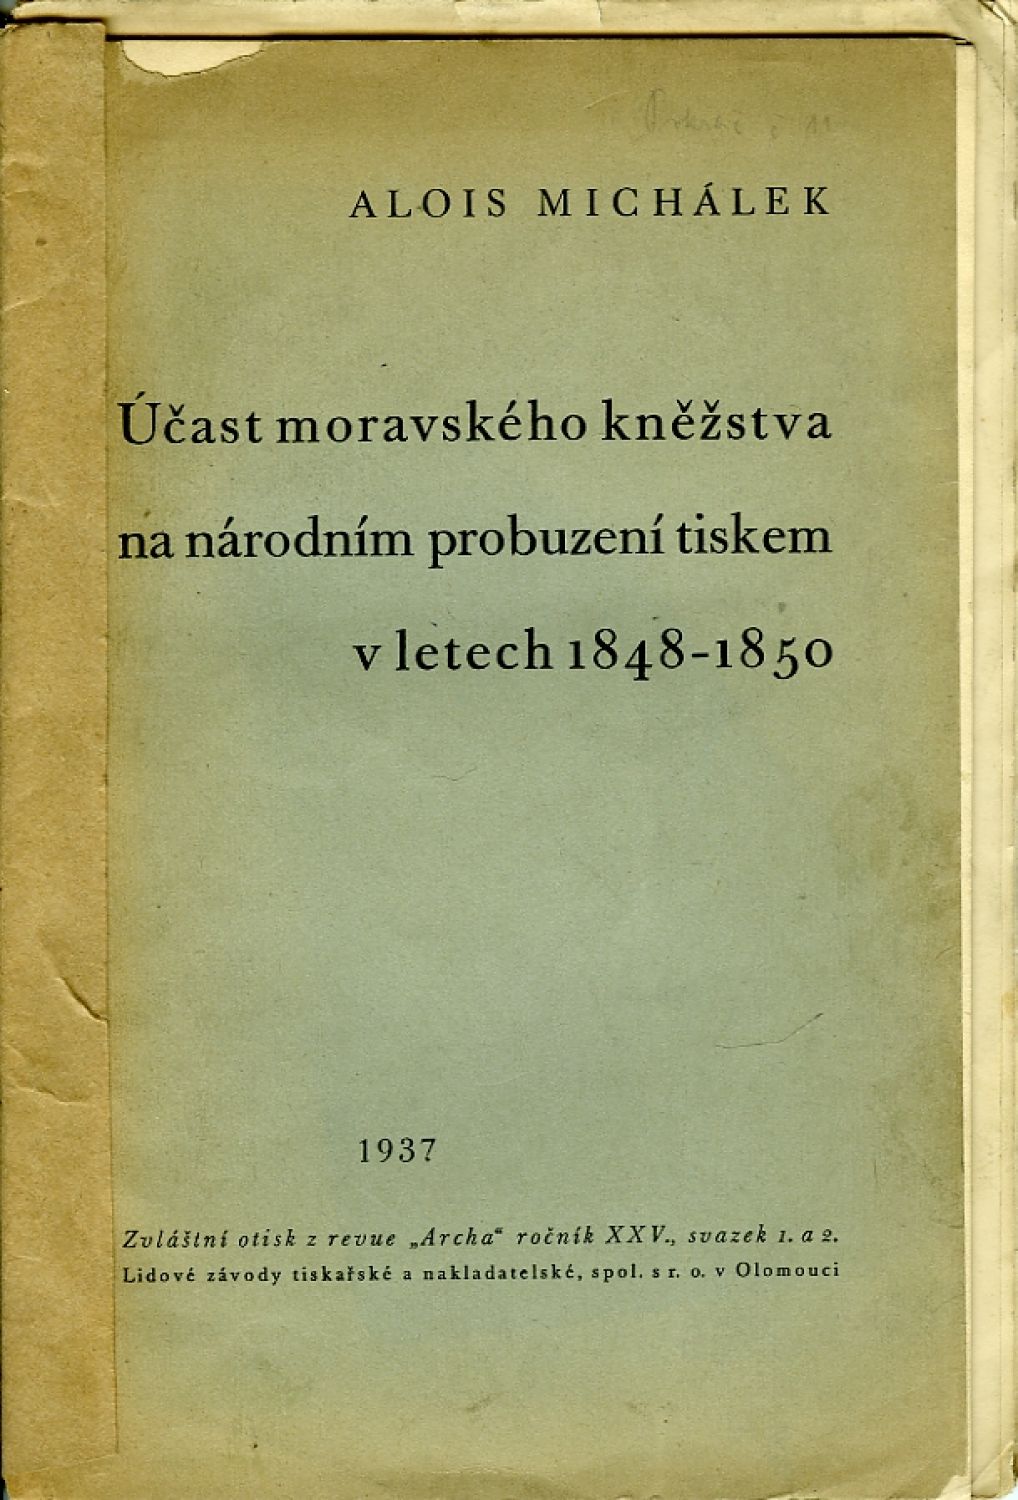 ALOIS MICHÁLEK
Účast moravského kněžstva
na národním probuzení tiskem
v letech 1848-1850
1937
Zvláštní otisk z revue „Archa“ ročník XXV., svazek 1. a 2.
Lidové závody tiskařské a nakladatelské, spol. s r. o. v Olomouci